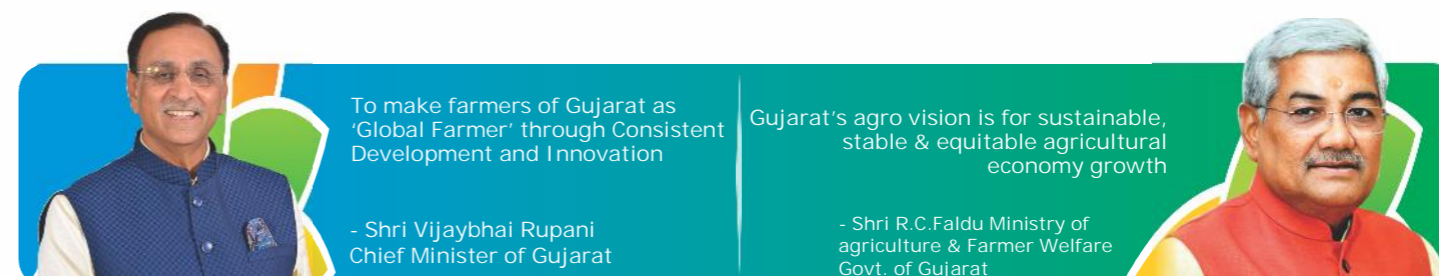 To make farmers of Gujarat as
‘Global Farmer’ through Consistent
Development and Innovation
- Shri Vijaybhai Rupani
Chief Minister of Gujarat
Gujarat’s agro vision is for sustainable,
stable & equitable agricultural
economy growth
- Shri R.C.Faldu Ministry of
agriculture & Farmer Welfare
Govt. of Gujarat